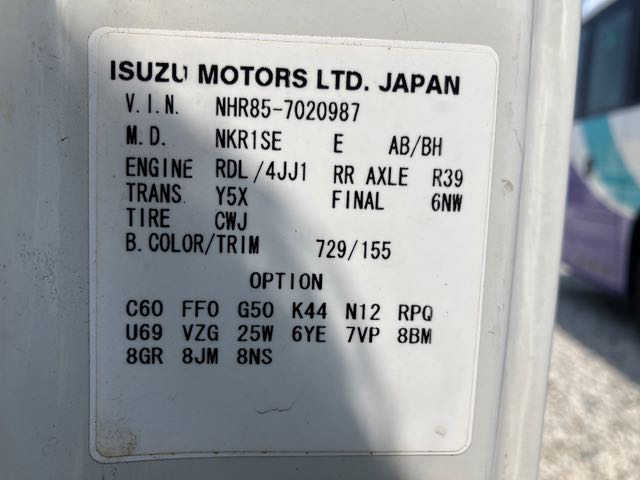 ISUZU MOTORS LTD. JAPAN
V.I.N. NHR85-7020987
M.D. NKR1SE E AB/BH
ENGINE RDL/4JJ1 RR AXLE R39
TRANS Y5X FINAL 6NW
TIRE CWJ
B.COLOR/TRIM 729/155
OPTION
C60 FF0 G50 K44 N12 RPQ
U69 VZG 25W 6YE 7VP 8BM
8GR 8JM 8NS